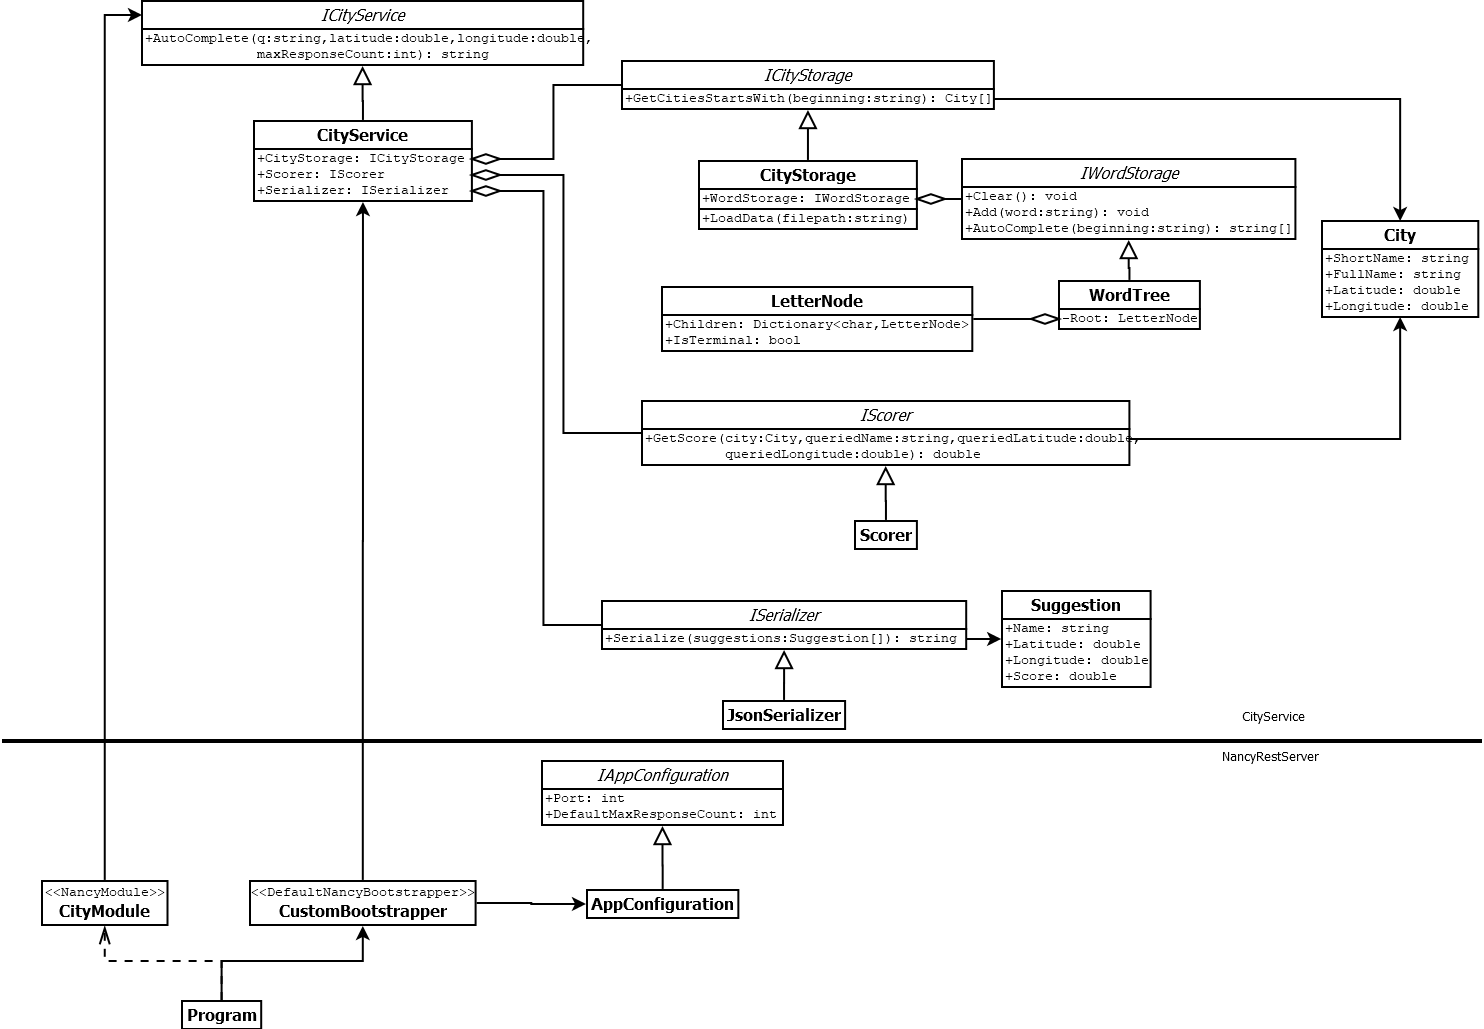 ICityService
+AutoComplete(q:string,latitude:double,longitude:double,
maxResponseCount:int): string
ICityStorage
+GetCitiesStartsWith(beginning:string): City[]
CityService
+CityStorage: ICityStorage
+Scorer: IScorer
+Serializer: ISerializer
CityStorage
+WordStorage: IWordStorage
+LoadData(filepath:string)
IWordStorage
+Clear(): void
+Add(word:string): void
+AutoComplete(beginning:string): string[]
City
+ShortName: string
+FullName: string
+Latitude: double
+Longitude: double
LetterNode
+Children: Dictionary<char,LetterNode>
+IsTerminal: bool
WordTree
-Root: LetterNode
IScorer
+GetScore(city:City,queriedName:string,queriedLatitude:double,
queriedLongitude:double): double
Scorer
ISerializer
+Serialize(suggestions:Suggestion[]): string
Suggestion
+Name: string
+Latitude: double
+Longitude: double
+Score: double
JsonSerializer
CityService
NancyRestServer
IAppConfiguration
+Port: int
+DefaultMaxResponseCount: int
<<NancyModule>>
CityModule
<<DefaultNancyBootstrapper>>
CustomBootstrapper
AppConfiguration
Program